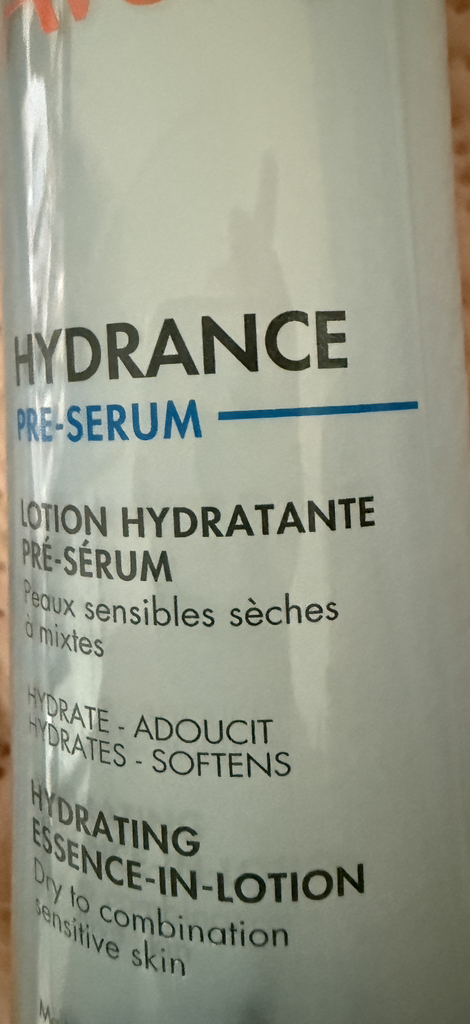 HYDRANCE
PRE-SERUM
LOTION HYDRATANTE
PRÉ-SÉRUM
Peaux sensibles sèches
à mixtes
HYDRATE - ADOUCIT
HYDRATES - SOFTENS
HYDRATING
ESSENCE-IN-LOTION
Dry to combination
sensitive skin